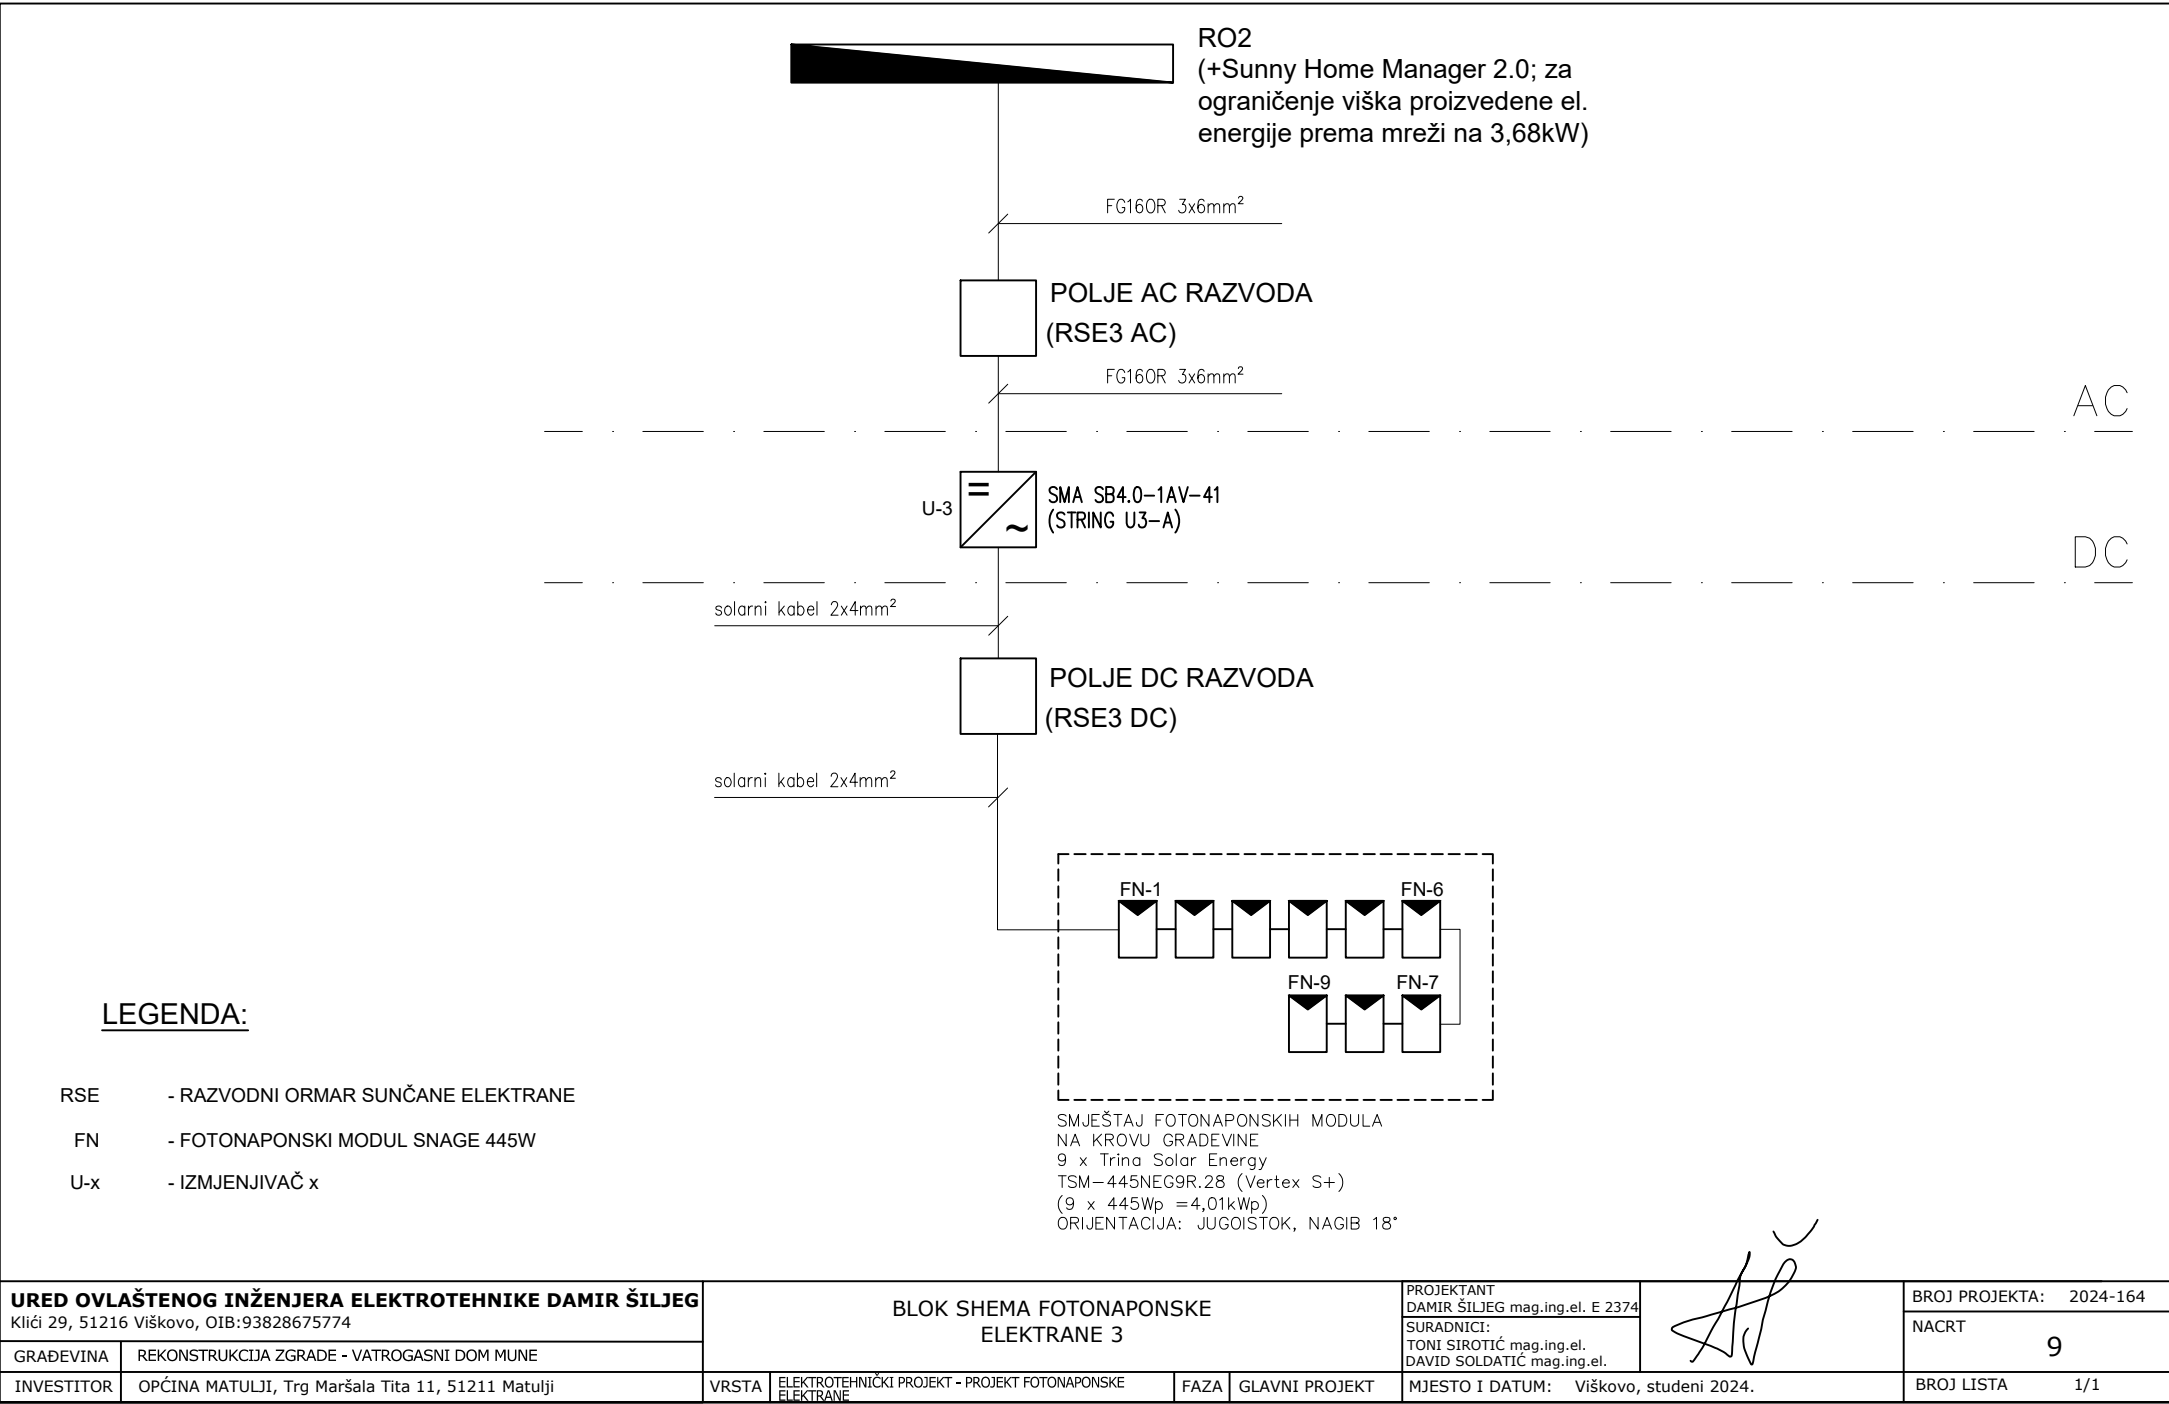 RO2
(+Sunny Home Manager 2.0; za
ograničenje viška proizvedene el.
energije prema mreži na 3,68kW)
FG16OR 3x6mm²
POLJE AC RAZVODA
(RSE3 AC)
FG16OR 3x6mm²
AC
U-3
=
~
SMA SB4.0-1AV-41
(STRING U3-A)
DC
solarni kabel 2x4mm²
POLJE DC RAZVODA
(RSE3 DC)
solarni kabel 2x4mm²
FN-1
FN-6
FN-9
FN-7
SMJEŠTAJ FOTONAPONSKIH MODULA
NA KROVU GRAĐEVINE
9 x Trina Solar Energy
TSM-445NEG9R.28 (Vertex S+)
(9 x 445Wp =4,01kWp)
ORIJENTACIJA: JUGOISTOK, NAGIB 18°
LEGENDA:
RSE - RAZVODNI ORMAR SUNČANE ELEKTRANE
FN - FOTONAPONSKI MODUL SNAGE 445W
U-x - IZMJENJIVAČ x
URED OVLAŠTENOG INŽENJERA ELEKTROTEHNIKE DAMIR ŠILJEG
Klići 29, 51216 Viškovo, OIB:93828675774
GRAĐEVINA REKONSTRUKCIJA ZGRADE - VATROGASNI DOM MUNE
INVESTITOR OPĆINA MATULJI, Trg Maršala Tita 11, 51211 Matulji
BLOK SHEMA FOTONAPONSKE
ELEKTRANE 3
VRSTA ELEKTROTEHNIČKI PROJEKT - PROJEKT FOTONAPONSKE
ELEKTRANE
FAZA GLAVNI PROJEKT
PROJEKTANT
DAMIR ŠILJEG mag.ing.el. E 2374
SURADNICI:
TONI SIROTIĆ mag.ing.el.
DAVID SOLDATIĆ mag.ing.el.
MJESTO I DATUM: Viškovo, studeni 2024.
BROJ PROJEKTA: 2024-164
NACRT
9
BROJ LISTA 1/1